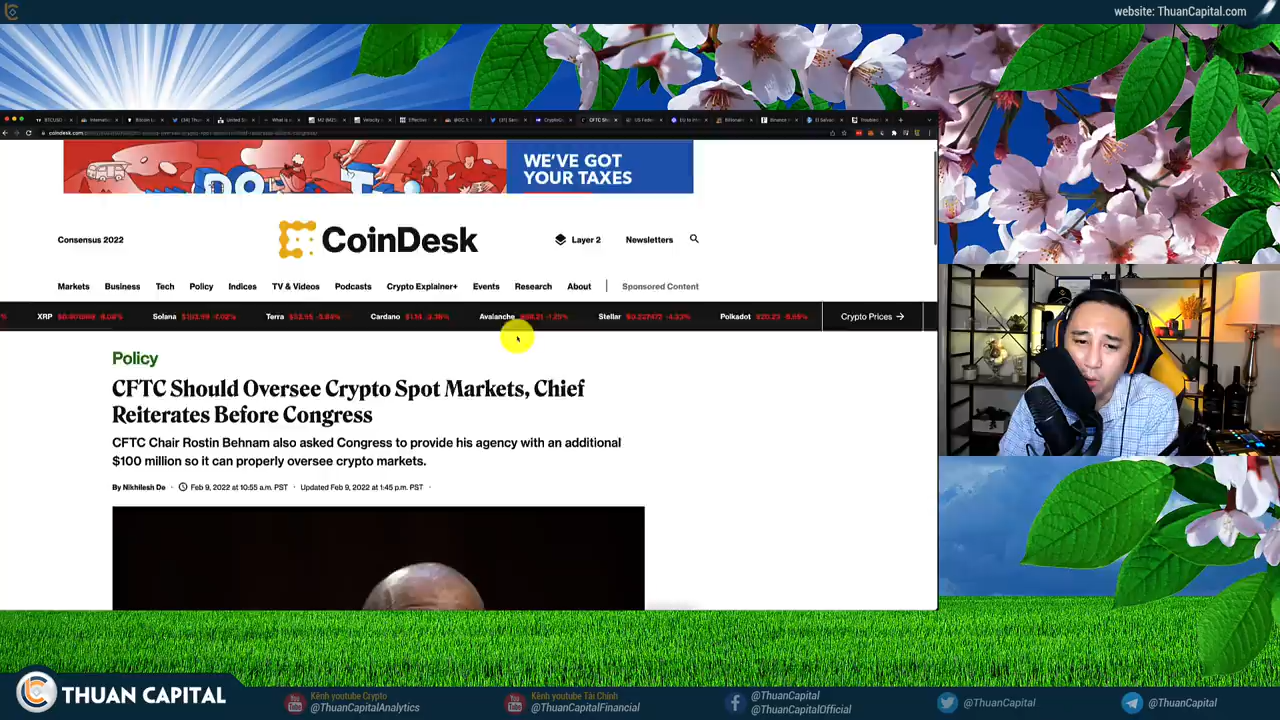 website: ThuanCapital.com
coindesk.com
WE'VE GOT
YOUR TAXES
Consensus 2022
CoinDesk
Layer 2
Newsletters
Markets Business Tech Policy Indices TV & Videos Podcasts Crypto Explainer+ Events Research About Sponsored Content
XRP Solana Terra Cardano Avalanche Stellar Polkadot Crypto Prices →
Policy
CFTC Should Oversee Crypto Spot Markets, Chief
Reiterates Before Congress
CFTC Chair Rostin Behnam also asked Congress to provide his agency with an additional
$100 million so it can properly oversee crypto markets.
By Nikhilesh De · Feb 9, 2022 at 10:55 a.m. PST · Updated Feb 9, 2022 at 1:45 p.m. PST ·
THUAN CAPITAL
Kênh youtube Crypto
@ThuanCapitalAnalytics
Kênh youtube Tài Chính
@ThuanCapitalFinancial
@ThuanCapital
@ThuanCapitalOfficial
@ThuanCapital
@ThuanCapital